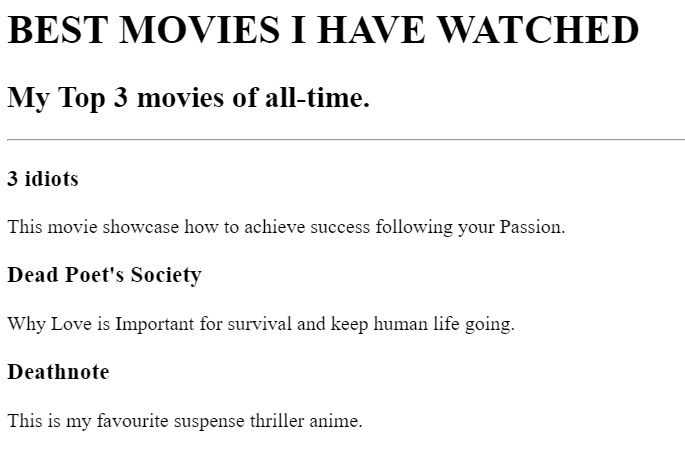 BEST MOVIES I HAVE WATCHED
My Top 3 movies of all-time.
3 idiots
This movie showcase how to achieve success following your Passion.
Dead Poet's Society
Why Love is Important for survival and keep human life going.
Deathnote
This is my favourite suspense thriller anime.